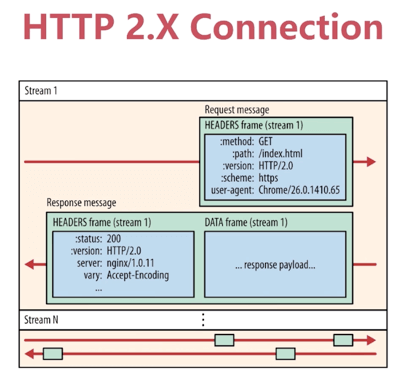 HTTP 2.X Connection
Stream 1
Request message
HEADERS frame (stream 1)
:method: GET
:path: /index.html
:version: HTTP/2.0
:scheme: https
user-agent: Chrome/26.0.1410.65
Response message
HEADERS frame (stream 1)
:status: 200
:version: HTTP/2.0
server: nginx/1.0.11
vary: Accept-Encoding
...
DATA frame (stream 1)
... response payload...
Stream N